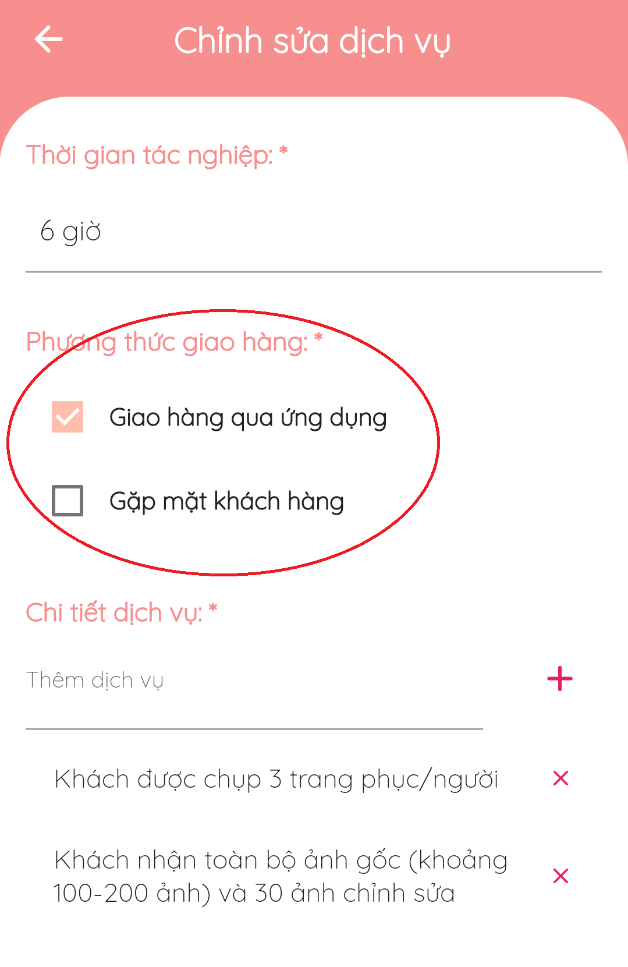 Chỉnh sửa dịch vụ
Thời gian tác nghiệp: *
6 giờ
Phương thức giao hàng: *
Giao hàng qua ứng dụng
Gặp mặt khách hàng
Chi tiết dịch vụ: *
Thêm dịch vụ
Khách được chụp 3 trang phục/người
Khách nhận toàn bộ ảnh gốc (khoảng
100-200 ảnh) và 30 ảnh chỉnh sửa